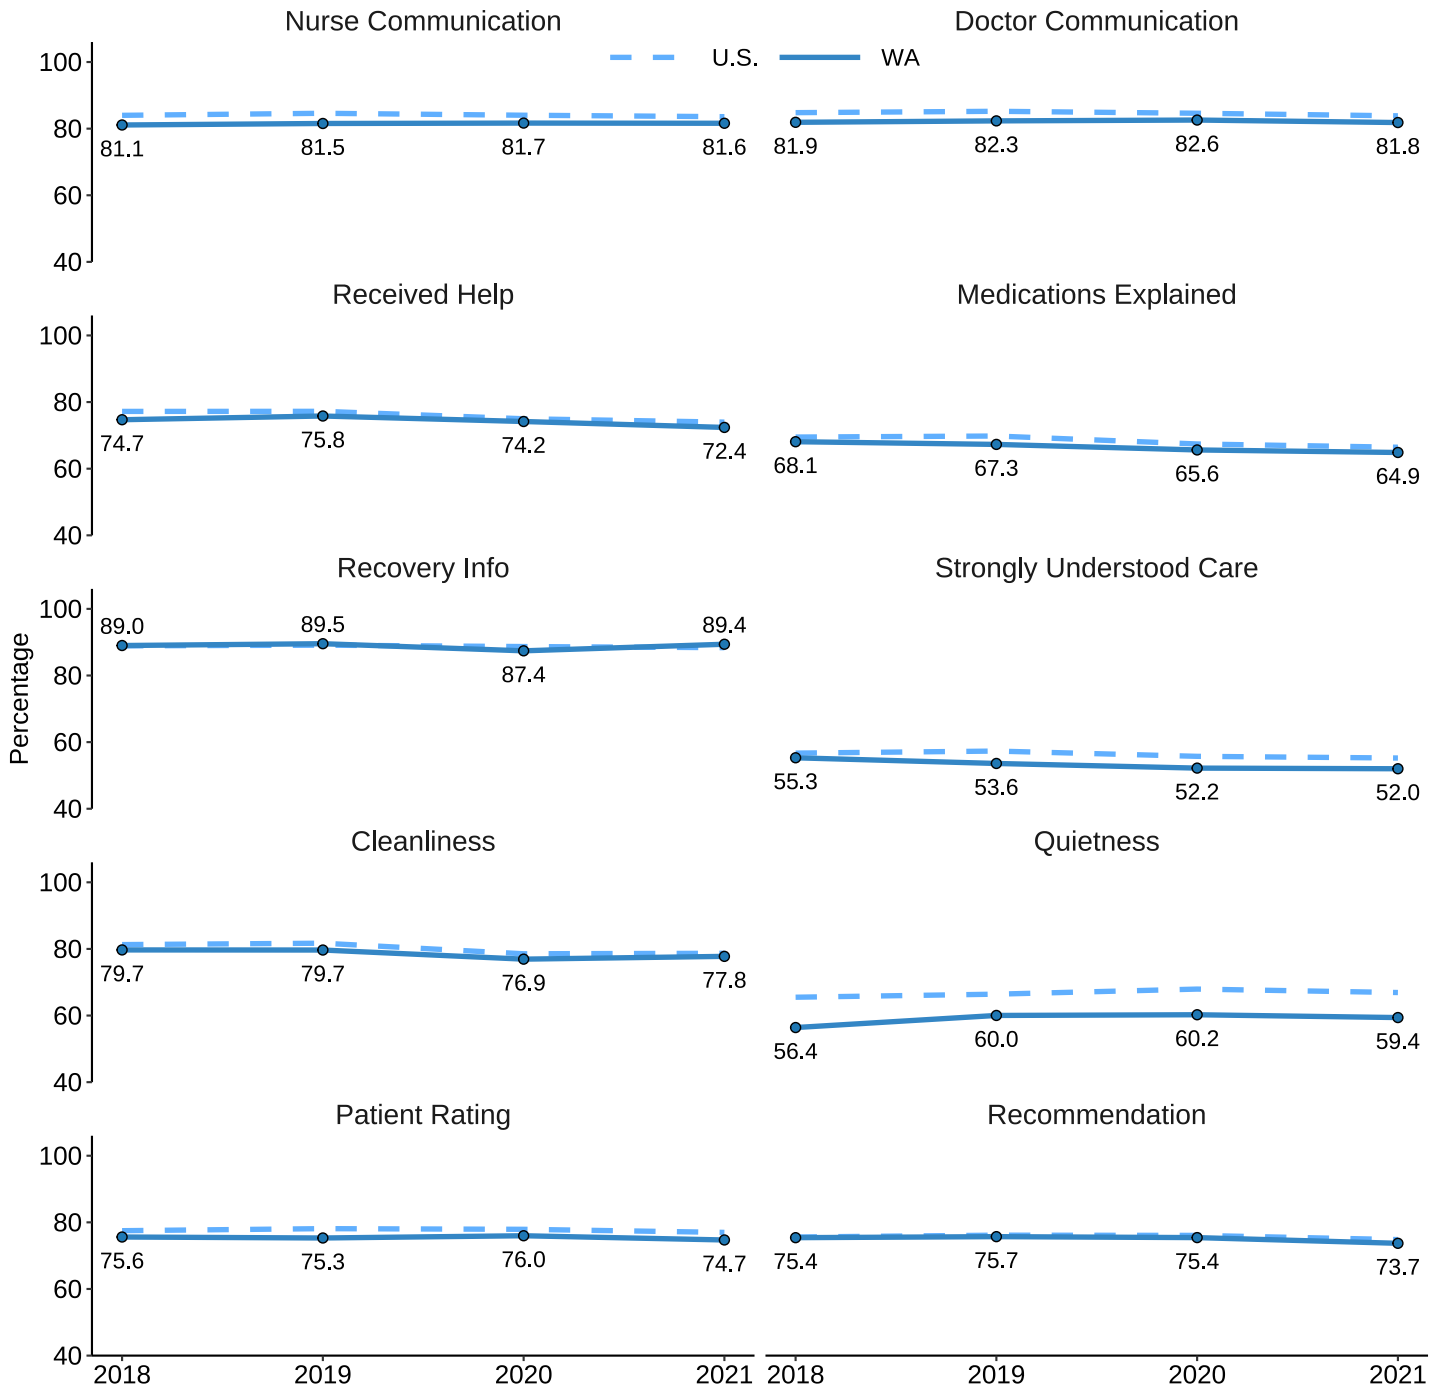 Nurse Communication
Doctor Communication
U.S. WA
100
80
60
40
81.1 81.5 81.7 81.6
81.9 82.3 82.6 81.8
Received Help
Medications Explained
100
80
60
40
74.7 75.8 74.2 72.4
68.1 67.3 65.6 64.9
Recovery Info
Strongly Understood Care
Percentage
100
80
60
40
89.0 89.5 87.4 89.4
55.3 53.6 52.2 52.0
Cleanliness
Quietness
100
80
60
40
79.7 79.7 76.9 77.8
56.4 60.0 60.2 59.4
Patient Rating
Recommendation
100
80
60
40
75.6 75.3 76.0 74.7
75.4 75.7 75.4 73.7
2018 2019 2020 2021
2018 2019 2020 2021